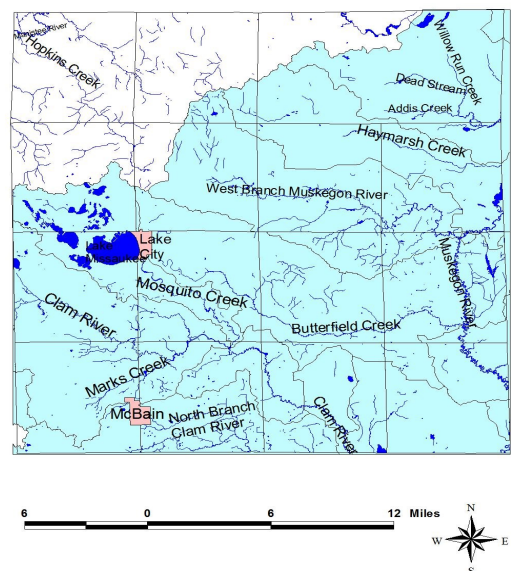 Manistee River
Hopkins Creek
Willow Run Creek
Dead Stream
Addis Creek
Haymarsh Creek
West Branch Muskegon River
Lake
Missaukee
Lake
City
Muskegon River
Mosquito Creek
Clam River
Butterfield Creek
Marks Creek
McBain
North Branch
Clam River
Clam River
6 0 6 12 Miles
N
W E
S